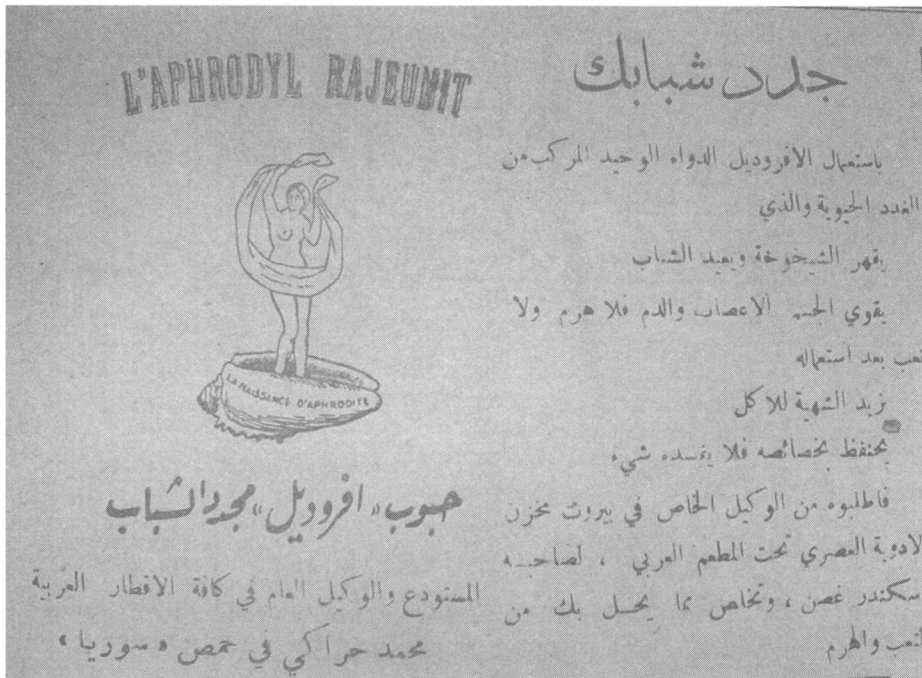 جدد شبابك
باستعمال الافروديل الدواء الوحيد المركب من
الغدد الحيوية والذي
يقهر الشيخوخة ويعيد الشباب
يقوي الجسم الاعصاب والدم فلا هرم ولا
تعب بعد استعماله
نزيد الشهية للاكل
يحتفظ بخصائصه فلا يفسده شيء
فاطلبوه من الوكيل الخاص في بيروت مخزن
الادوية العصري تحت المطعم العربي ، لصاحبه
اسكندر غصن ، وتخلص مما يحل بك من
التعب والهرم
L'APHRODYL RAJEUNIT
LA NAISSANCE D'APHRODITE
حبوب «افروديل» مجدد الشباب
المستودع والوكيل العام في كافة الاقطار العربية
محمد حراكي في حمص «سوريا»